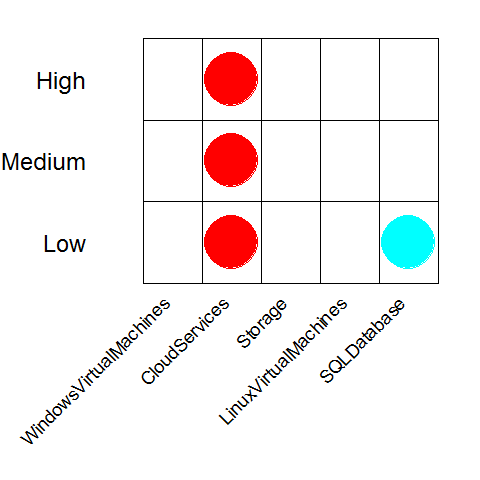 High
Medium
Low
WindowsVirtualMachines
CloudServices
Storage
LinuxVirtualMachines
SQLDatabase